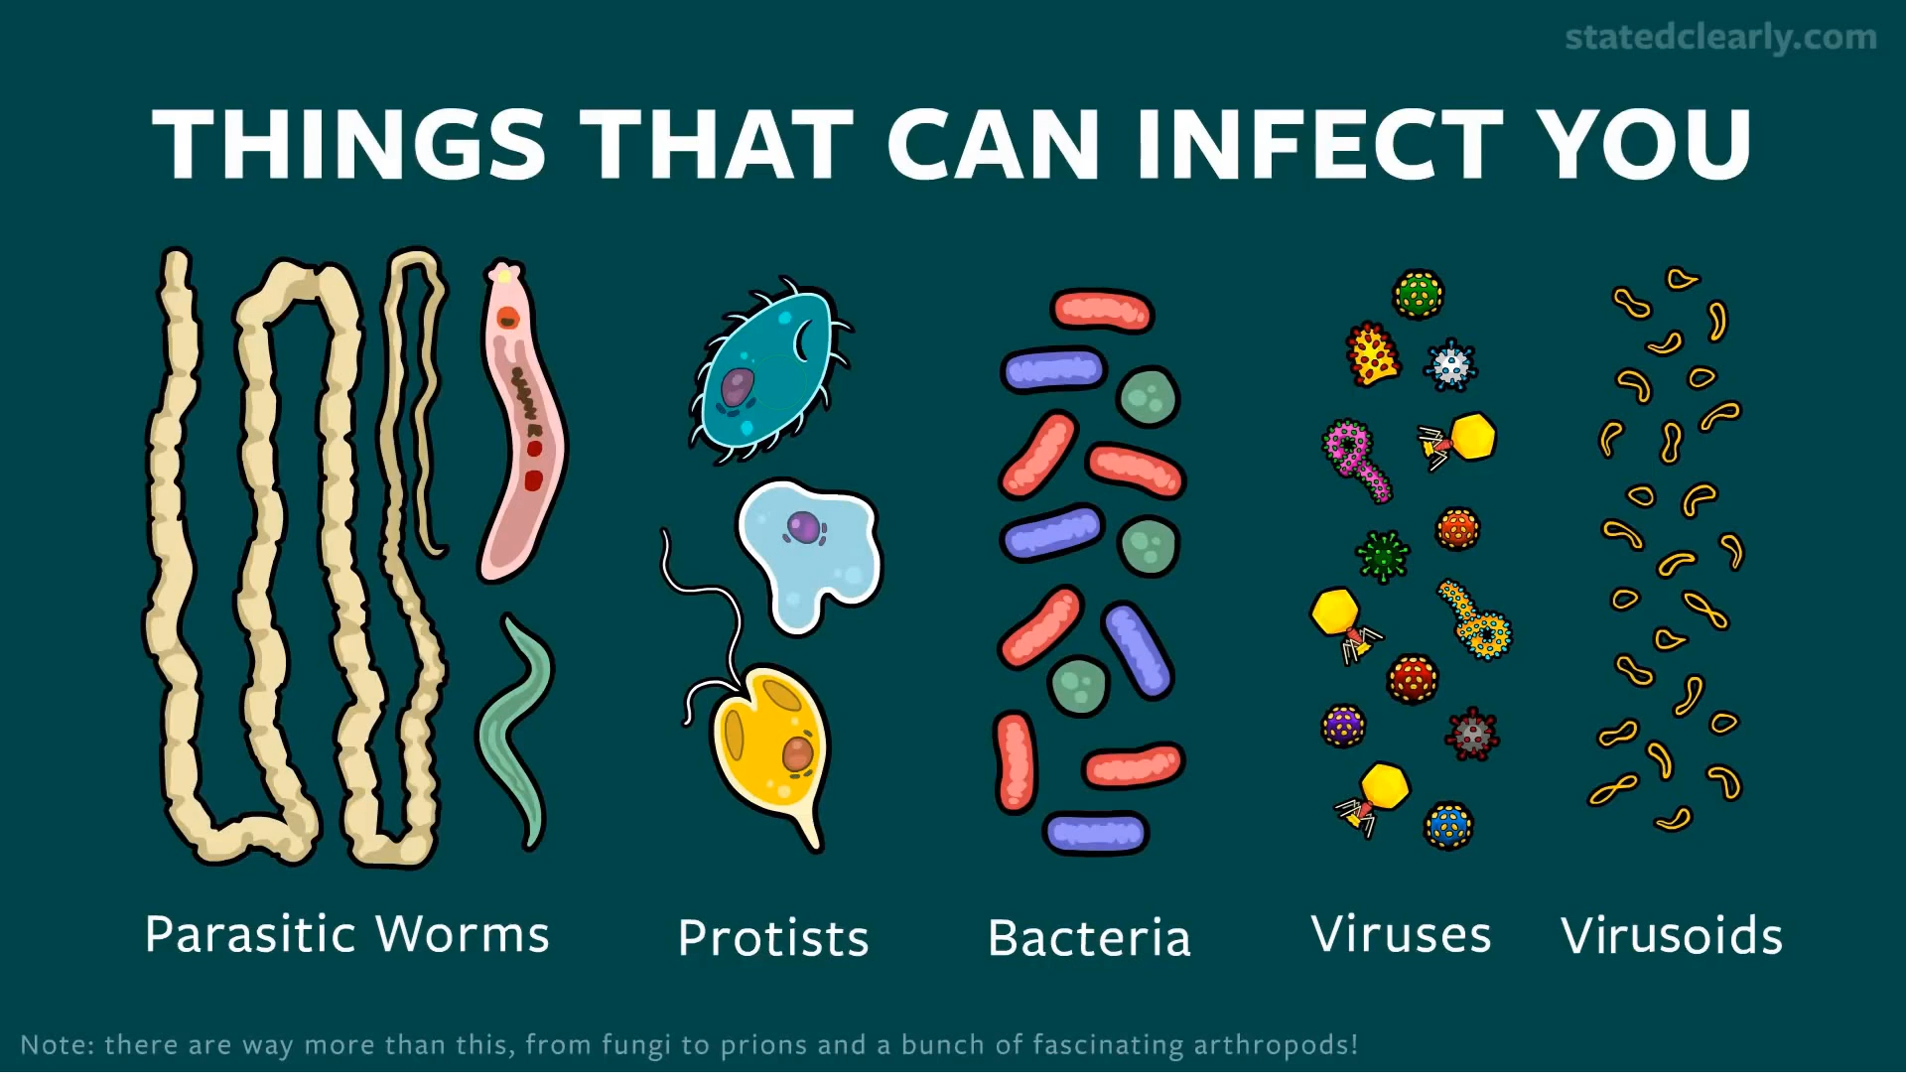 statedclearly.com
THINGS THAT CAN INFECT YOU
Parasitic Worms
Protists
Bacteria
Viruses
Virusoids
Note: there are way more than this, from fungi to prions and a bunch of fascinating arthropods!